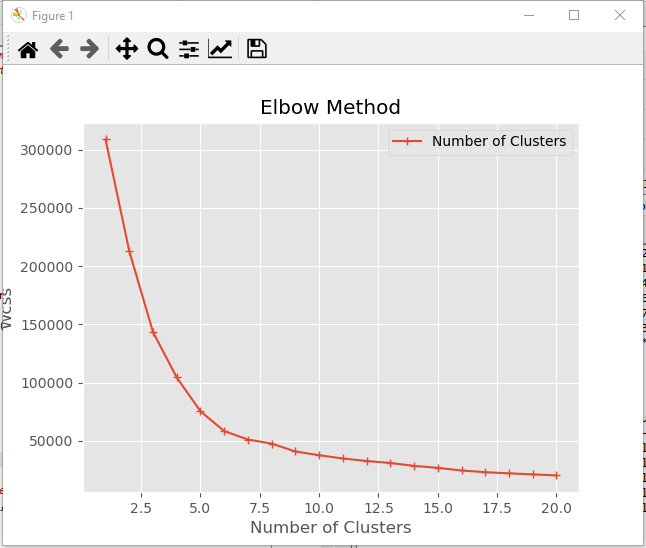 Figure 1
Elbow Method
Number of Clusters
300000
250000
200000
150000
100000
50000
wcss
2.5 5.0 7.5 10.0 12.5 15.0 17.5 20.0
Number of Clusters